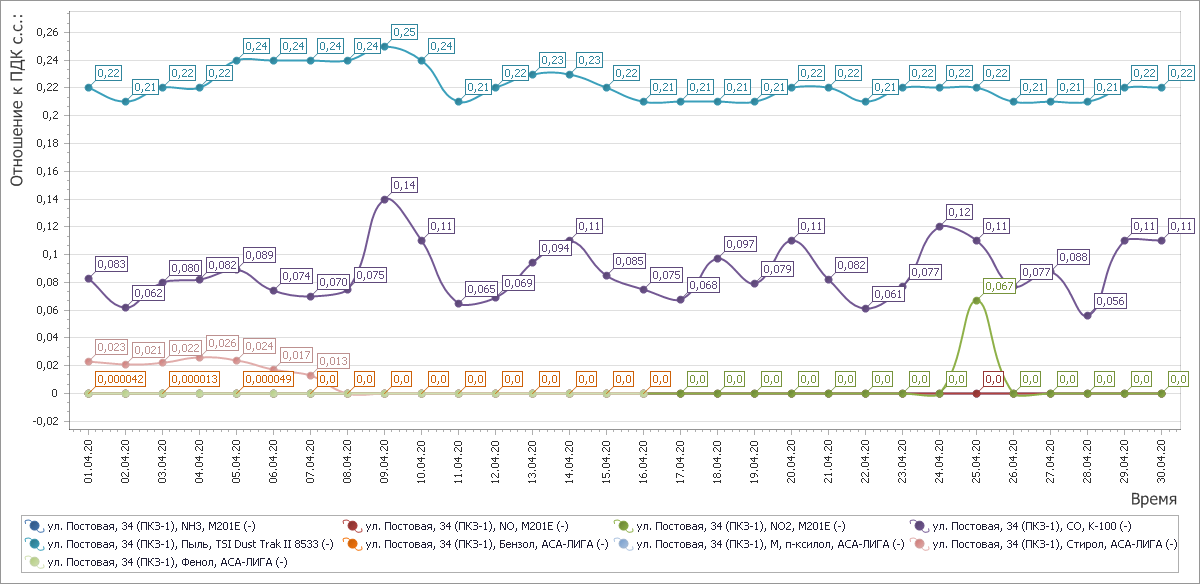 Отношение к ПДК с.с.:
0,26
0,24
0,22
0,2
0,18
0,16
0,14
0,12
0,1
0,08
0,06
0,04
0,02
0
-0,02
0,22 0,21 0,22 0,22 0,24 0,24 0,24 0,24 0,25 0,24 0,21 0,22 0,23 0,23 0,22 0,21 0,21 0,21 0,21 0,22 0,22 0,21 0,22 0,22 0,22 0,21 0,21 0,21 0,22 0,22
0,083 0,062 0,080 0,082 0,089 0,074 0,070 0,075 0,14 0,11 0,065 0,069 0,094 0,11 0,085 0,075 0,068 0,097 0,079 0,11 0,082 0,061 0,077 0,12 0,11 0,077 0,088 0,056 0,11 0,11
0,067
0,023 0,021 0,022 0,026 0,024 0,017 0,013
0,000042 0,000013 0,000049 0,0 0,0 0,0 0,0 0,0 0,0 0,0 0,0 0,0 0,0 0,0 0,0 0,0 0,0 0,0 0,0 0,0 0,0 0,0 0,0 0,0 0,0 0,0 0,0
01.04.20 02.04.20 03.04.20 04.04.20 05.04.20 06.04.20 07.04.20 08.04.20 09.04.20 10.04.20 11.04.20 12.04.20 13.04.20 14.04.20 15.04.20 16.04.20 17.04.20 18.04.20 19.04.20 20.04.20 21.04.20 22.04.20 23.04.20 24.04.20 25.04.20 26.04.20 27.04.20 28.04.20 29.04.20 30.04.20
Время
ул. Постовая, 34 (ПКЗ-1), NH3, M201E (-) ул. Постовая, 34 (ПКЗ-1), NO, M201E (-) ул. Постовая, 34 (ПКЗ-1), NO2, M201E (-) ул. Постовая, 34 (ПКЗ-1), CO, К-100 (-)
ул. Постовая, 34 (ПКЗ-1), Пыль, TSI Dust Trak II 8533 (-) ул. Постовая, 34 (ПКЗ-1), Бензол, АСА-ЛИГА (-) ул. Постовая, 34 (ПКЗ-1), М, п-ксилол, АСА-ЛИГА (-) ул. Постовая, 34 (ПКЗ-1), Стирол, АСА-ЛИГА (-)
ул. Постовая, 34 (ПКЗ-1), Фенол, АСА-ЛИГА (-)